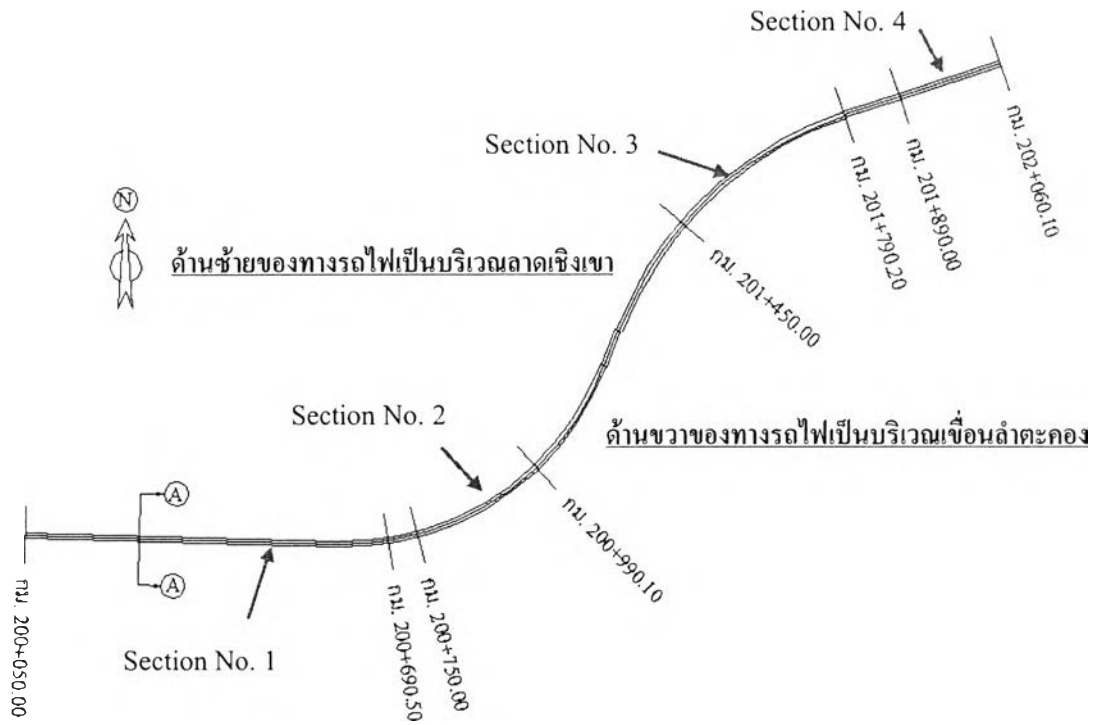 Section No. 4
Section No. 3
N
ด้านซ้ายของทางรถไฟเป็นบริเวณลาดเชิงเขา
กม. 202+060.10
กม. 201+890.00
กม. 201+790.20
กม. 201+450.00
Section No. 2
ด้านขวาของทางรถไฟเป็นบริเวณเขื่อนลำตะคอง
A
A
กม. 200+990.10
กม. 200+750.00
กม. 200+690.50
กม. 200+050.00
Section No. 1